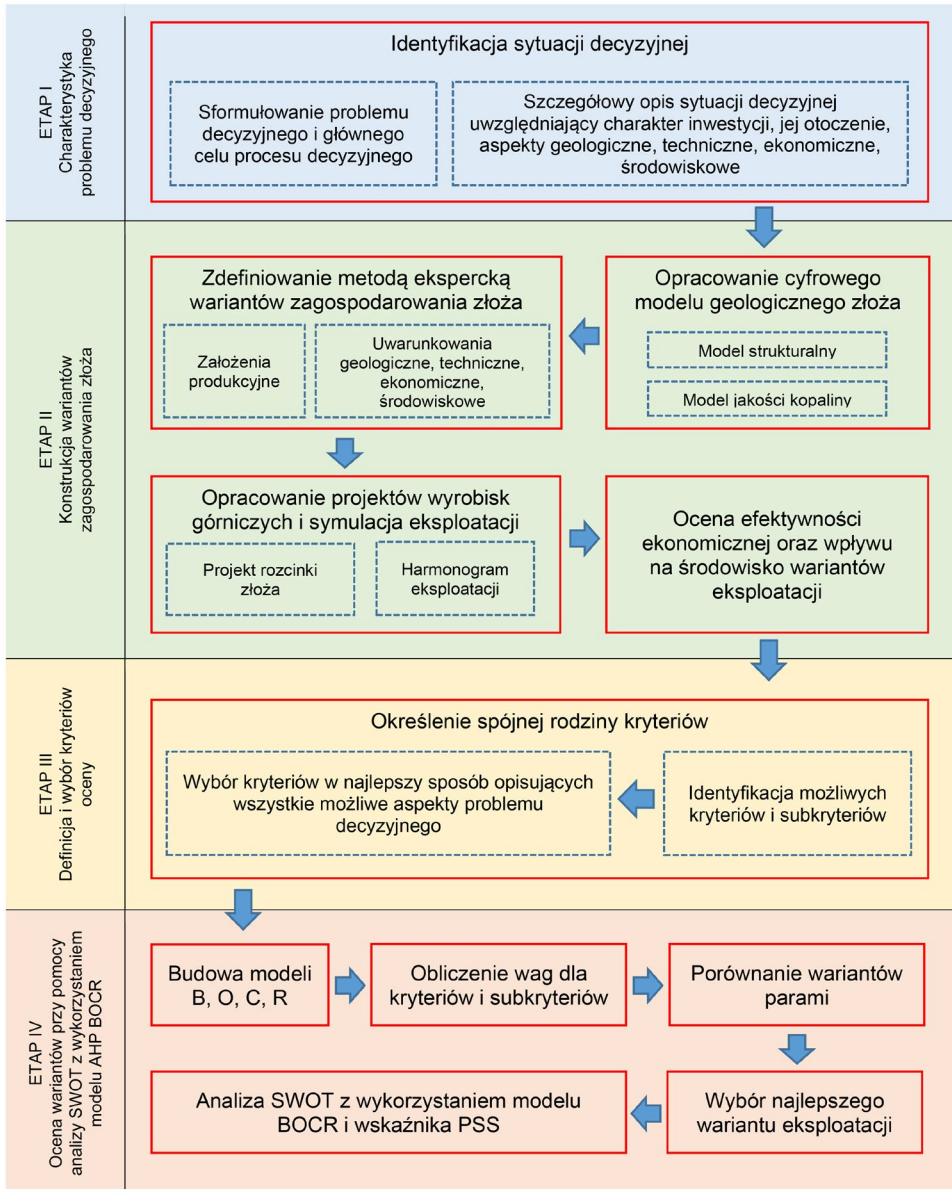 ETAP I
Charakterystyka
problemu decyzyjnego
Identyfikacja sytuacji decyzyjnej
Sformułowanie problemu
decyzyjnego i głównego
celu procesu decyzyjnego
Szczegółowy opis sytuacji decyzyjnej
uwzględniający charakter inwestycji, jej otoczenie,
aspekty geologiczne, techniczne, ekonomiczne,
środowiskowe
ETAP II
Konstrukcja wariantów
zagospodarowania złoża
Opracowanie cyfrowego
modelu geologicznego złoża
Model strukturalny
Model jakości kopaliny
Zdefiniowanie metodą ekspercką
wariantów zagospodarowania złoża
Założenia
produkcyjne
Uwarunkowania
geologiczne, techniczne,
ekonomiczne,
środowiskowe
Opracowanie projektów wyrobisk
górniczych i symulacja eksploatacji
Projekt rozcinki
złoża
Harmonogram
eksploatacji
Ocena efektywności
ekonomicznej oraz wpływu
na środowisko wariantów
eksploatacji
ETAP III
Definicja i wybór kryteriów
oceny
Określenie spójnej rodziny kryteriów
Identyfikacja możliwych
kryteriów i subkryteriów
Wybór kryteriów w najlepszy sposób opisujących
wszystkie możliwe aspekty problemu
decyzyjnego
ETAP IV
Ocena wariantów przy pomocy
analizy SWOT z wykorzystaniem
modelu AHP BOCR
Budowa modeli
B, O, C, R
Obliczenie wag dla
kryteriów i subkryteriów
Porównanie wariantów
parami
Wybór najlepszego
wariantu eksploatacji
Analiza SWOT z wykorzystaniem modelu
BOCR i wskaźnika PSS